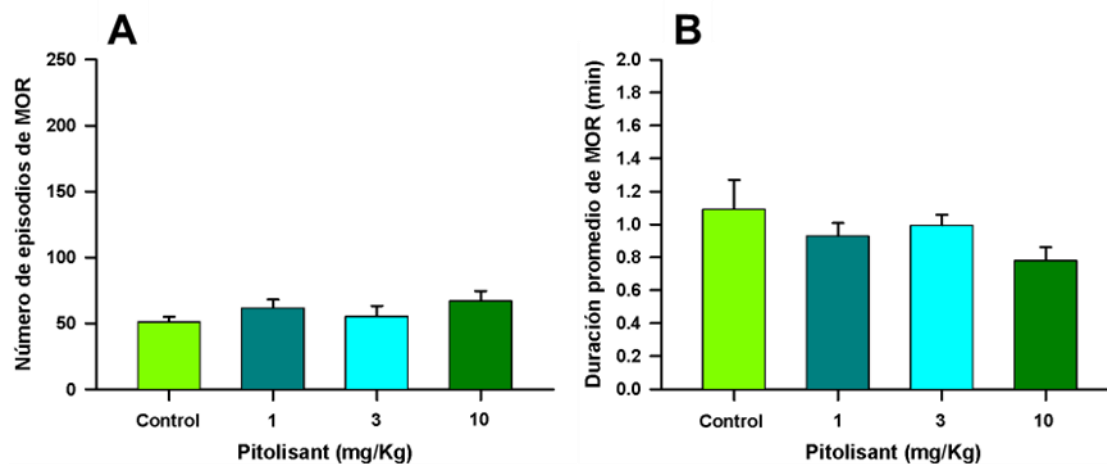 A
Número de episodios de MOR
250
200
150
100
50
0
Control
1
3
10
Pitolisant (mg/Kg)
B
Duración promedio de MOR (min)
2.0
1.8
1.6
1.4
1.2
1.0
0.8
0.6
0.4
0.2
0.0
Control
1
3
10
Pitolisant (mg/Kg)